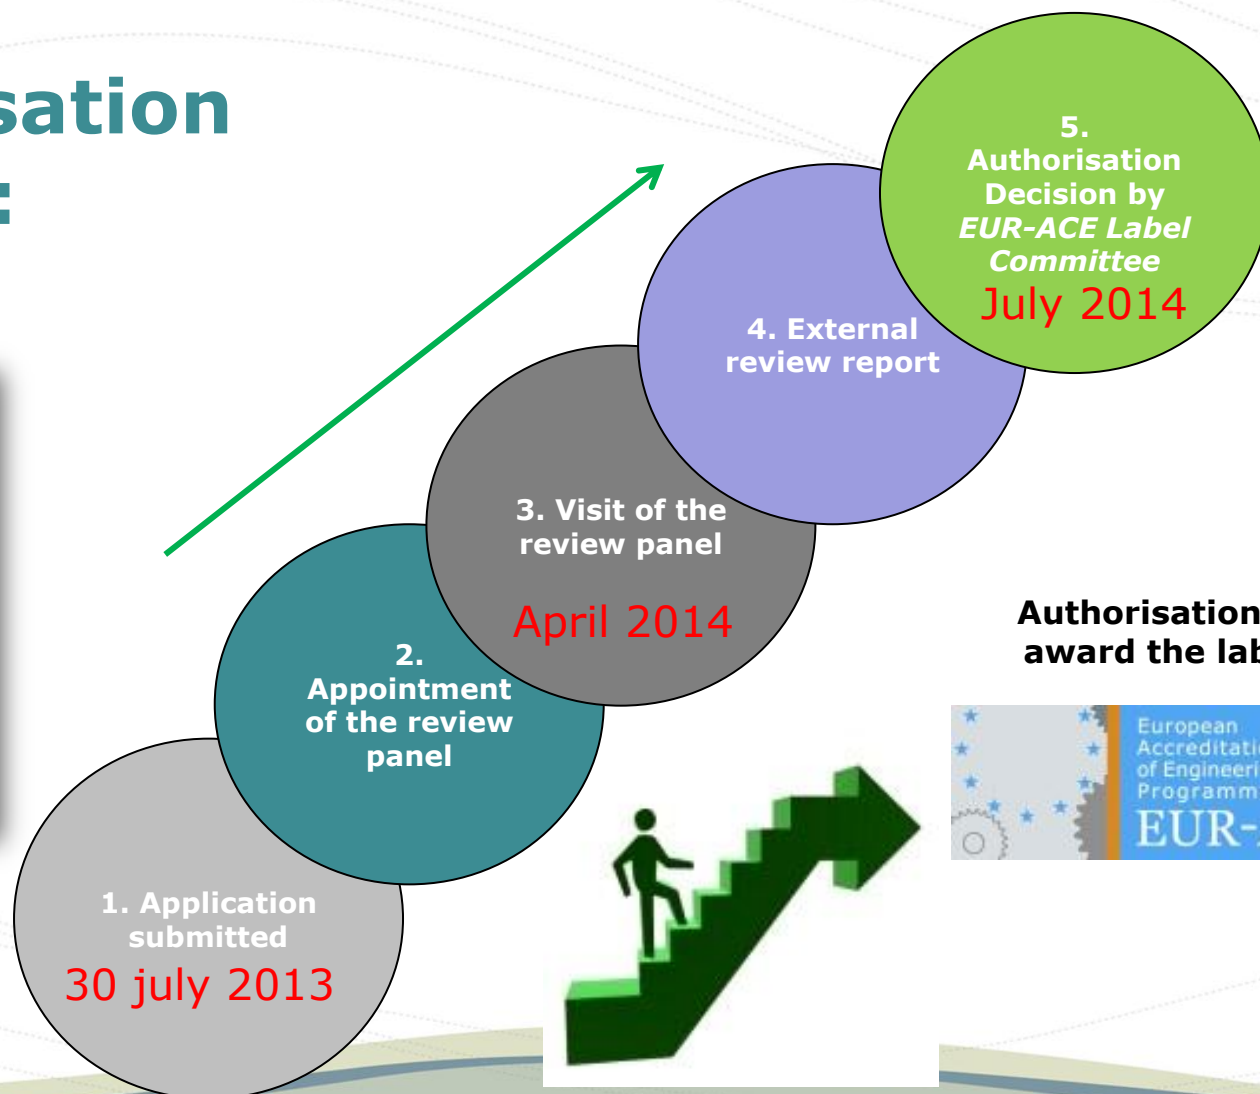 sation
:
5.
Authorisation
Decision by
EUR-ACE Label
Committee
July 2014
4. External
review report
3. Visit of the
review panel
April 2014
2.
Appointment
of the review
panel
1. Application
submitted
30 july 2013
Authorisation
award the lab
European
Accreditati
of Engineeri
Programm
EUR-